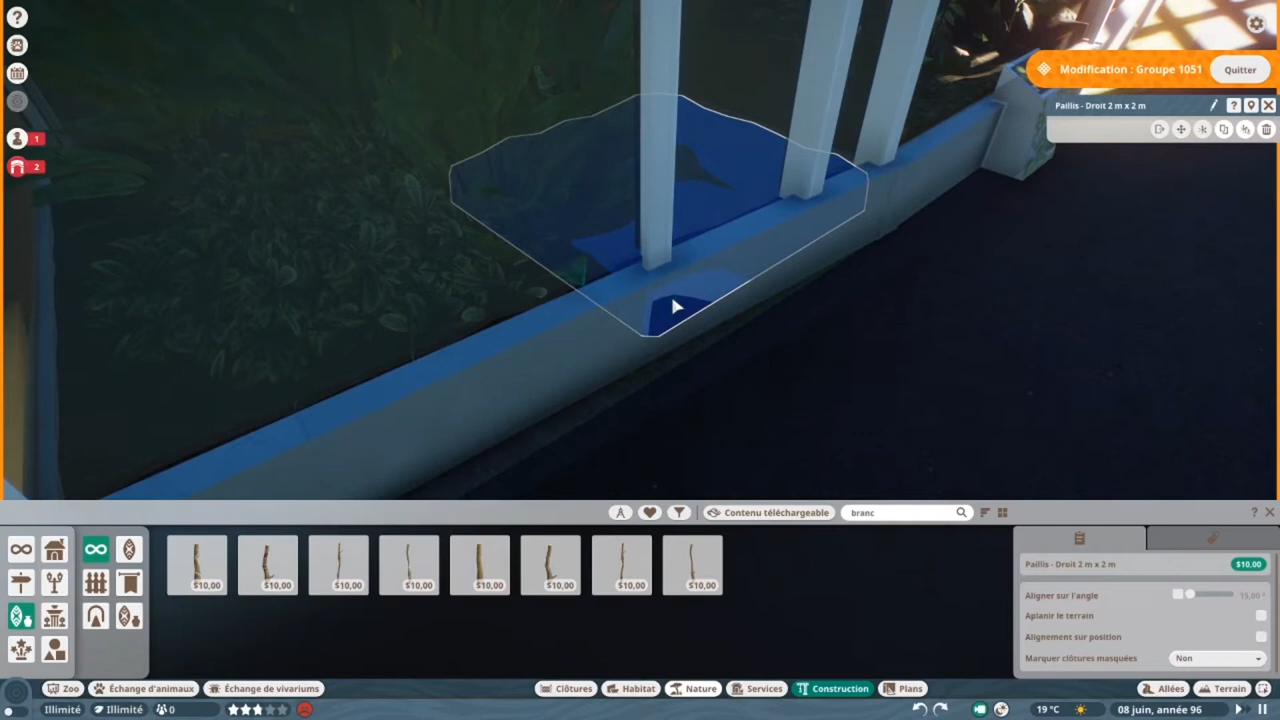 Modification : Groupe 1051
Quitter
Paillis - Droit 2 m x 2 m
1
2
Contenu téléchargeable
branc
$10,00
$10,00
$10,00
$10,00
$10,00
$10,00
$10,00
$10,00
Paillis - Droit 2 m x 2 m
$10,00
Aligner sur l'angle
15,00 °
Aplanir le terrain
Alignement sur position
Marquer clôtures masquées
Non
Zoo
Échange d'animaux
Échange de vivariums
Clôtures
Habitat
Nature
Services
Construction
Plans
Allées
Terrain
Illimité
Illimité
0
19 °C
08 juin, année 96